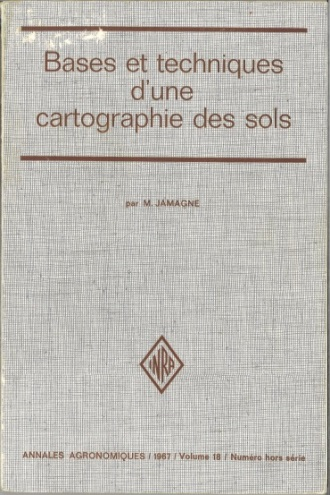 Bases et techniques
d'une
cartographie des sols
par M. JAMAGNE
INRA
ANNALES AGRONOMIQUES / 1967 / Volume 18 / Numéro hors série